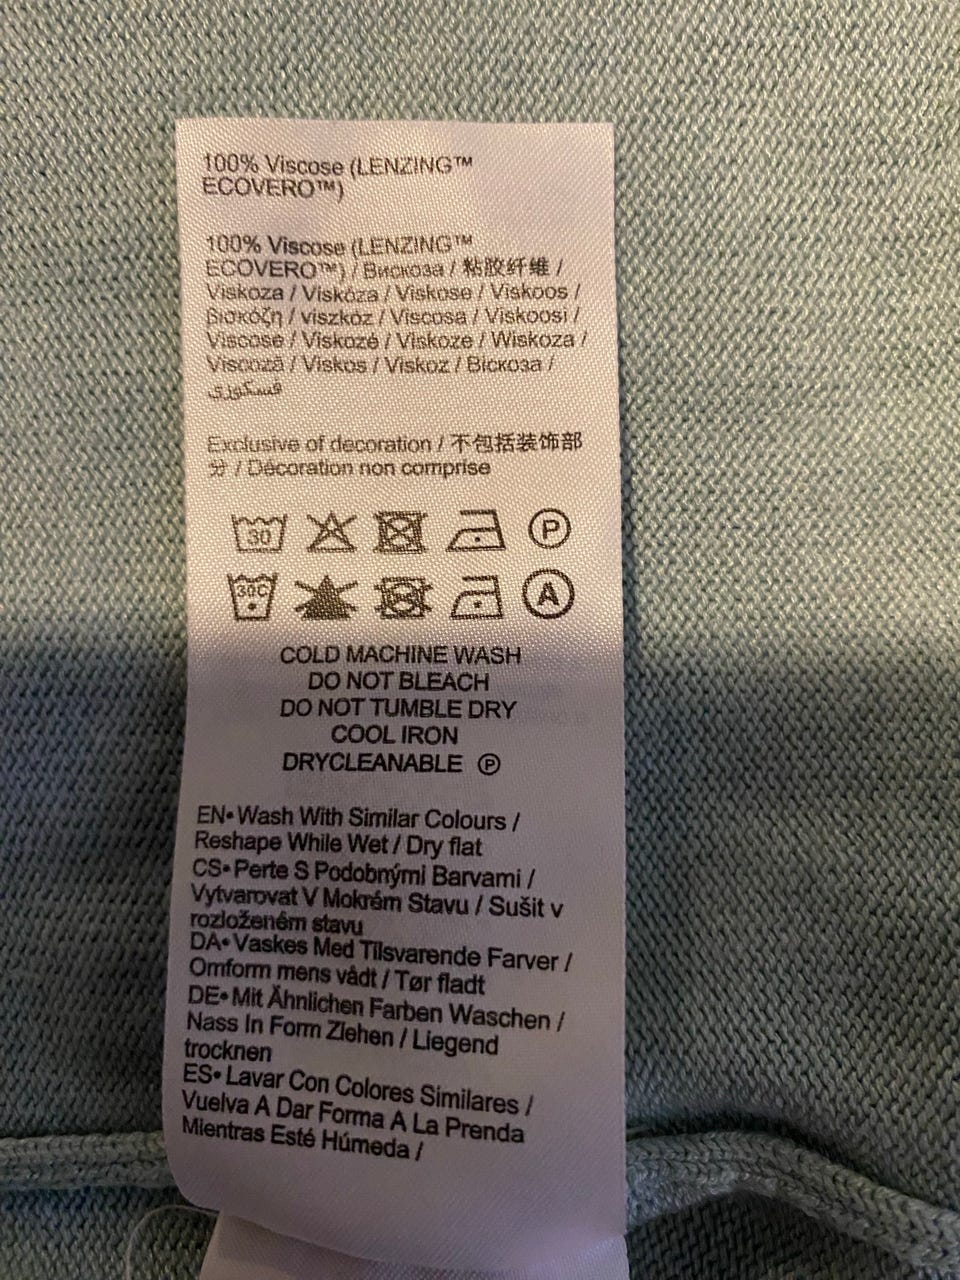 100% Viscose (LENZING™
ECOVERO™)
100% Viscose (LENZING™
ECOVERO™) / Вискоза / 粘胶纤维 /
Viskoza / Viskóza / Viskose / Viskoos /
βισκόζη / viszkóz / Viscosa / Viskoosi /
Viscose / Viskozė / Viskoze / Wiskoza /
Viscoză / Viskos / Viskoz / Віскоза /
فسكوزى
Exclusive of decoration / 不包括装饰部
分 / Décoration non comprise
30 P
30C A
COLD MACHINE WASH
DO NOT BLEACH
DO NOT TUMBLE DRY
COOL IRON
DRYCLEANABLE Ⓟ
EN• Wash With Similar Colours /
Reshape While Wet / Dry flat
CS• Perte S Podobnými Barvami /
Vytvarovat V Mokrém Stavu / Sušit v
rozloženém stavu
DA• Vaskes Med Tilsvarende Farver /
Omform mens vådt / Tør fladt
DE• Mit Ähnlichen Farben Waschen /
Nass In Form Ziehen / Liegend
trocknen
ES• Lavar Con Colores Similares /
Vuelva A Dar Forma A La Prenda
Mientras Esté Húmeda /